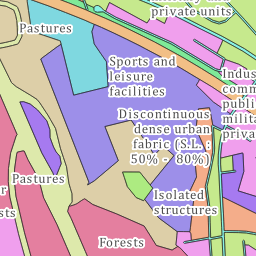 private units
Pastures
Sports and
leisure
facilities
Indus
comm
publi
milita
priva
Discontinuous
dense urban
fabric (S.L. :
50% - 80%)
Pastures
Isolated
structures
Forests